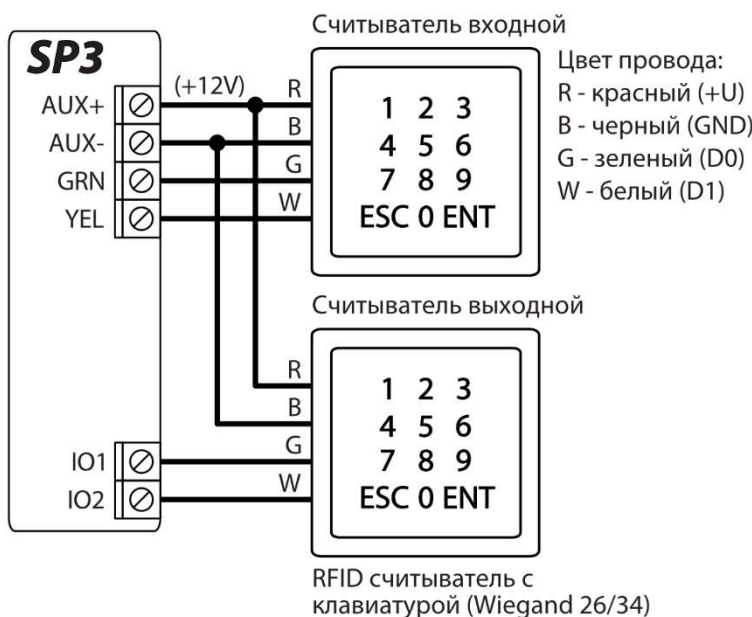 Считыватель входной
SP3
Цвет провода:
R - красный (+U)
B - черный (GND)
G - зеленый (D0)
W - белый (D1)
AUX+
(+12V)
R
AUX-
B
GRN
G
YEL
W
1 2 3
4 5 6
7 8 9
ESC 0 ENT
Считыватель выходной
R
B
IO1
G
IO2
W
1 2 3
4 5 6
7 8 9
ESC 0 ENT
RFID считыватель с
клавиатурой (Wiegand 26/34)